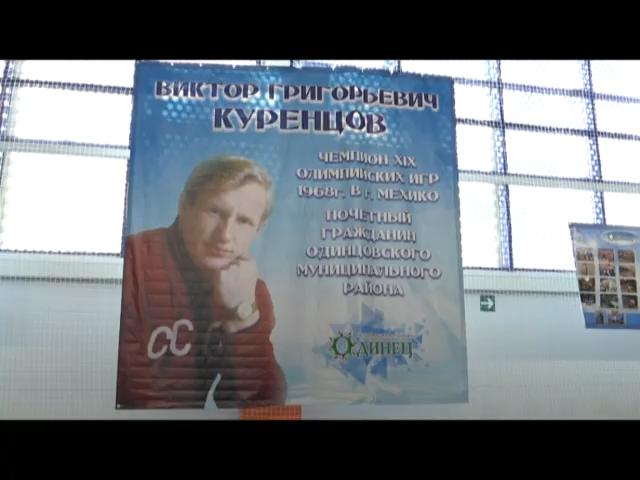 ВИКТОР ГРИГОРЬЕВИЧ
КУРЕНЦОВ
ЧЕМПИОН XIX
ОЛИМПИЙСКИХ ИГР
1968г. В г. МЕХИКО
ПОЧЕТНЫЙ
ГРАЖДАНИН
ОДИНЦОВСКОГО
МУНИЦИПАЛЬНОГО
РАЙОНА
ОДИНЕЦ
СС